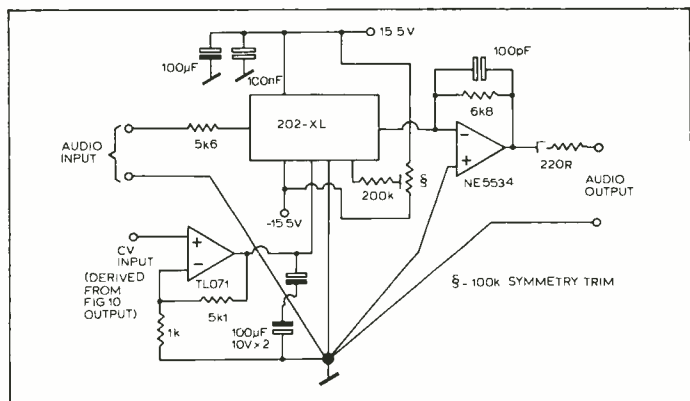 15 5V
100µF
100nF
100pF
6k8
202-XL
AUDIO
INPUT
5k6
200k
§
NE5534
220R
AUDIO
OUTPUT
-15.5V
CV
INPUT
(DERIVED
FROM
FIG 10
OUTPUT)
TL071
5k1
1k
100µF
10V×2
§ - 100k SYMMETRY TRIM